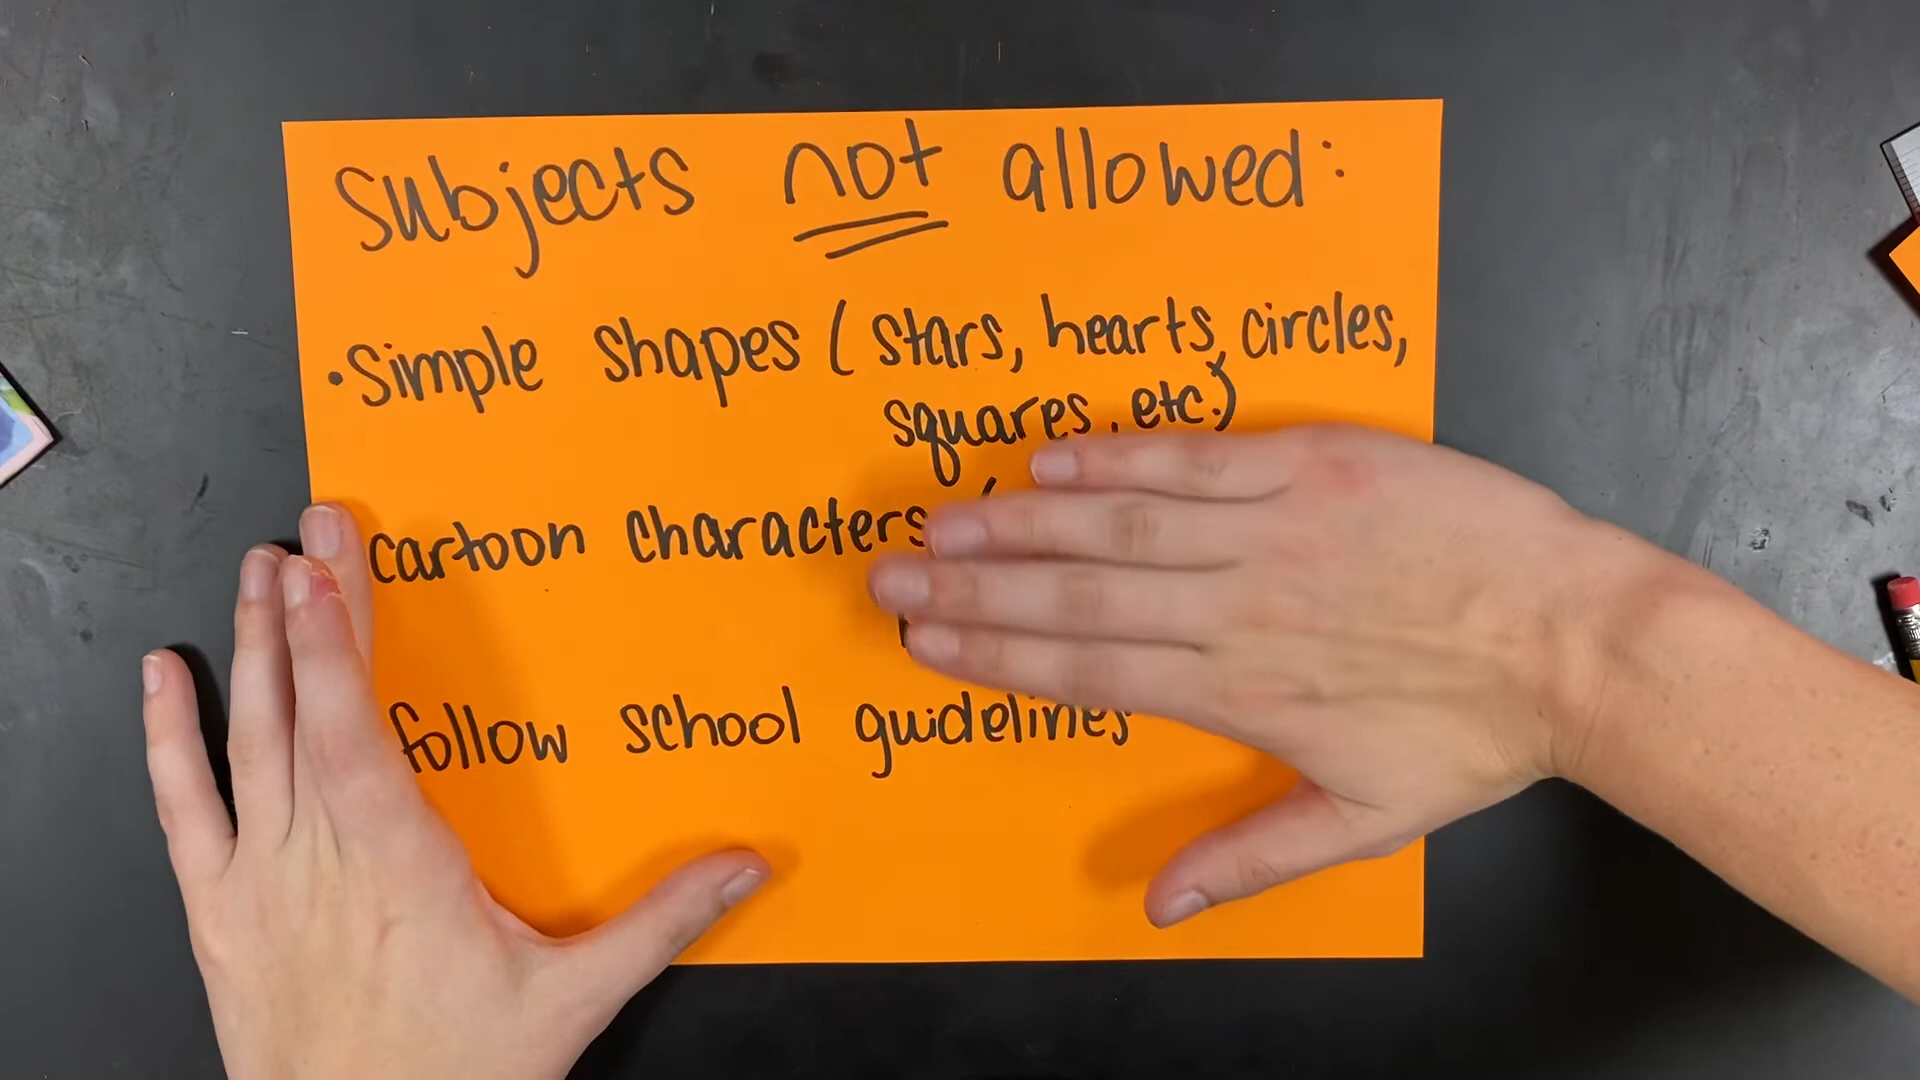 Subjects not allowed:
• Simple shapes (stars, hearts, circles,
squares, etc.)
cartoon characters (
follow school guidelines